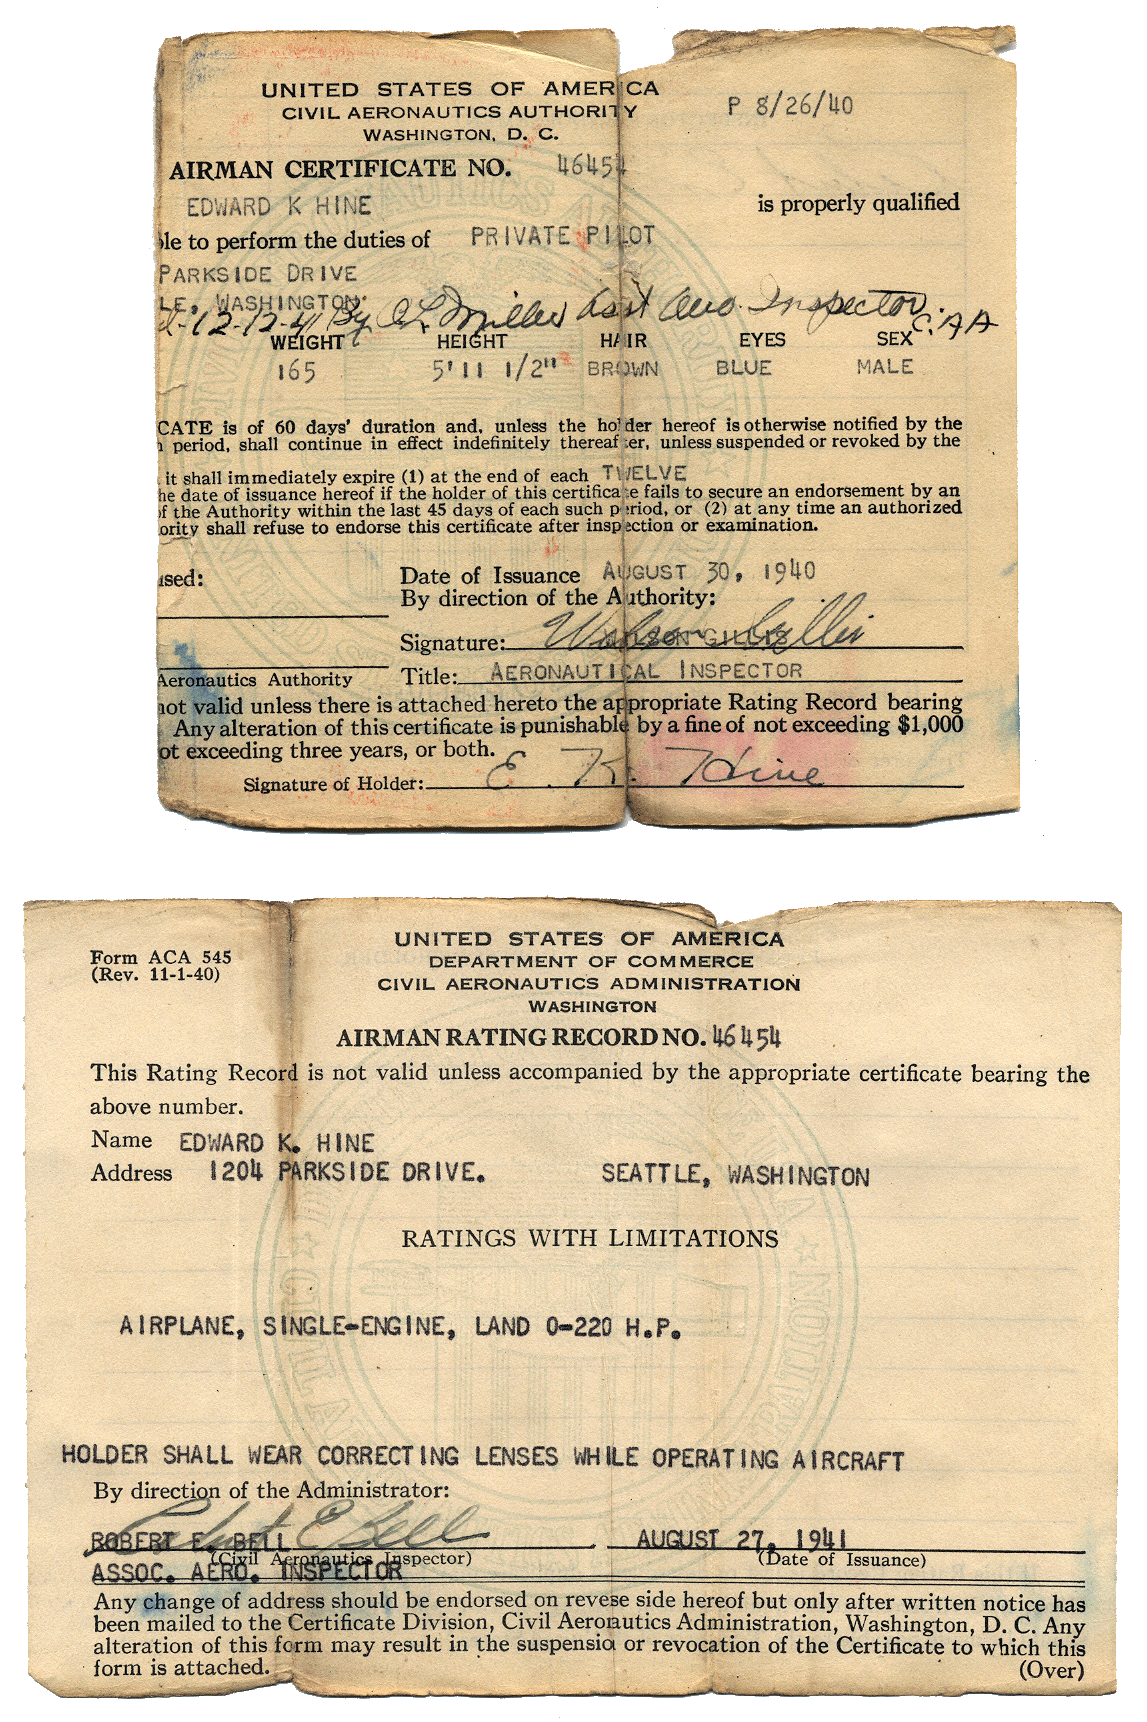 UNITED STATES OF AMERICA
CIVIL AERONAUTICS AUTHORITY
WASHINGTON, D. C.
P 8/26/40
AIRMAN CERTIFICATE NO. 46454
EDWARD K HINE is properly qualified
le to perform the duties of PRIVATE PILOT
PARKSIDE DRIVE
LE, WASHINGTON
12-12-41 By C L Miller Asst Aero. Inspector. C.A.A
WEIGHT HEIGHT HAIR EYES SEX
165 5' 11 1/2" BROWN BLUE MALE
CATE is of 60 days' duration and, unless the holder hereof is otherwise notified by the
period, shall continue in effect indefinitely thereafter, unless suspended or revoked by the
it shall immediately expire (1) at the end of each TWELVE
he date of issuance hereof if the holder of this certificate fails to secure an endorsement by an
of the Authority within the last 45 days of each such period, or (2) at any time an authorized
ority shall refuse to endorse this certificate after inspection or examination.
ised:
Date of Issuance AUGUST 30, 1940
By direction of the Authority:
Signature: WILSON GILLIS
Aeronautics Authority
Title: AERONAUTICAL INSPECTOR
not valid unless there is attached hereto the appropriate Rating Record bearing
Any alteration of this certificate is punishable by a fine of not exceeding $1,000
ot exceeding three years, or both.
Signature of Holder: E. K. Hine
Form ACA 545
(Rev. 11-1-40)
UNITED STATES OF AMERICA
DEPARTMENT OF COMMERCE
CIVIL AERONAUTICS ADMINISTRATION
WASHINGTON
AIRMAN RATING RECORD NO. 46454
This Rating Record is not valid unless accompanied by the appropriate certificate bearing the
above number.
Name EDWARD K. HINE
Address 1204 PARKSIDE DRIVE. SEATTLE, WASHINGTON
RATINGS WITH LIMITATIONS
AIRPLANE, SINGLE-ENGINE, LAND 0-220 H.P.
HOLDER SHALL WEAR CORRECTING LENSES WHILE OPERATING AIRCRAFT
By direction of the Administrator:
Robert E Bell
ROBERT E. BELL AUGUST 27, 1941
(Civil Aeronautics Inspector) (Date of Issuance)
ASSOC. AERO. INSPECTOR
Any change of address should be endorsed on revese side hereof but only after written notice has
been mailed to the Certificate Division, Civil Aeronautics Administration, Washington, D. C. Any
alteration of this form may result in the suspension or revocation of the Certificate to which this
form is attached.
(Over)